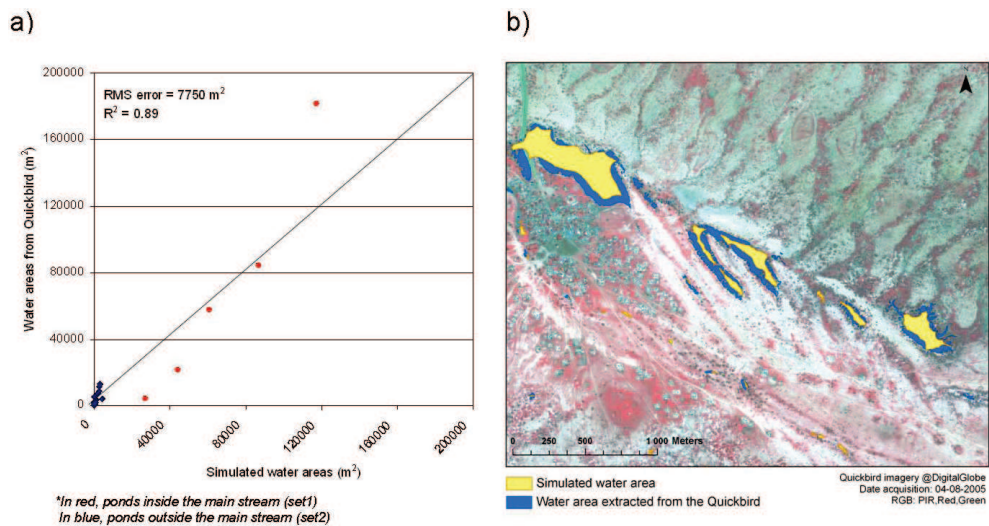 a)
b)
RMS error = 7750 m²
R² = 0.89
200000
160000
120000
80000
40000
0
Water areas from Quickbird (m²)
0
40000
80000
120000
160000
200000
Simulated water areas (m²)
*In red, ponds inside the main stream (set1)
In blue, ponds outside the main stream (set2)
0 250 500 1 000 Meters
Simulated water area
Water area extracted from the Quickbird
Quickbird imagery @DigitalGlobe
Date acquisition: 04-08-2005
RGB: PIR,Red,Green